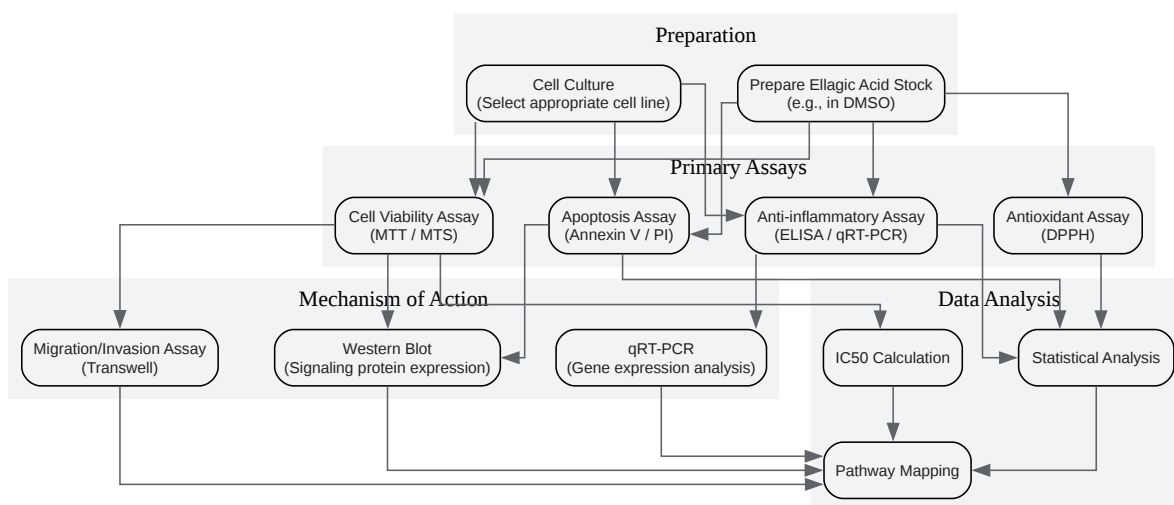 Preparation
Cell Culture
(Select appropriate cell line)
Prepare Ellagic Acid Stock
(e.g., in DMSO)
Primary Assays
Cell Viability Assay
(MTT / MTS)
Apoptosis Assay
(Annexin V / PI)
Anti-inflammatory Assay
(ELISA / qRT-PCR)
Antioxidant Assay
(DPPH)
Mechanism of Action
Data Analysis
Migration/Invasion Assay
(Transwell)
Western Blot
(Signaling protein expression)
qRT-PCR
(Gene expression analysis)
IC50 Calculation
Statistical Analysis
Pathway Mapping